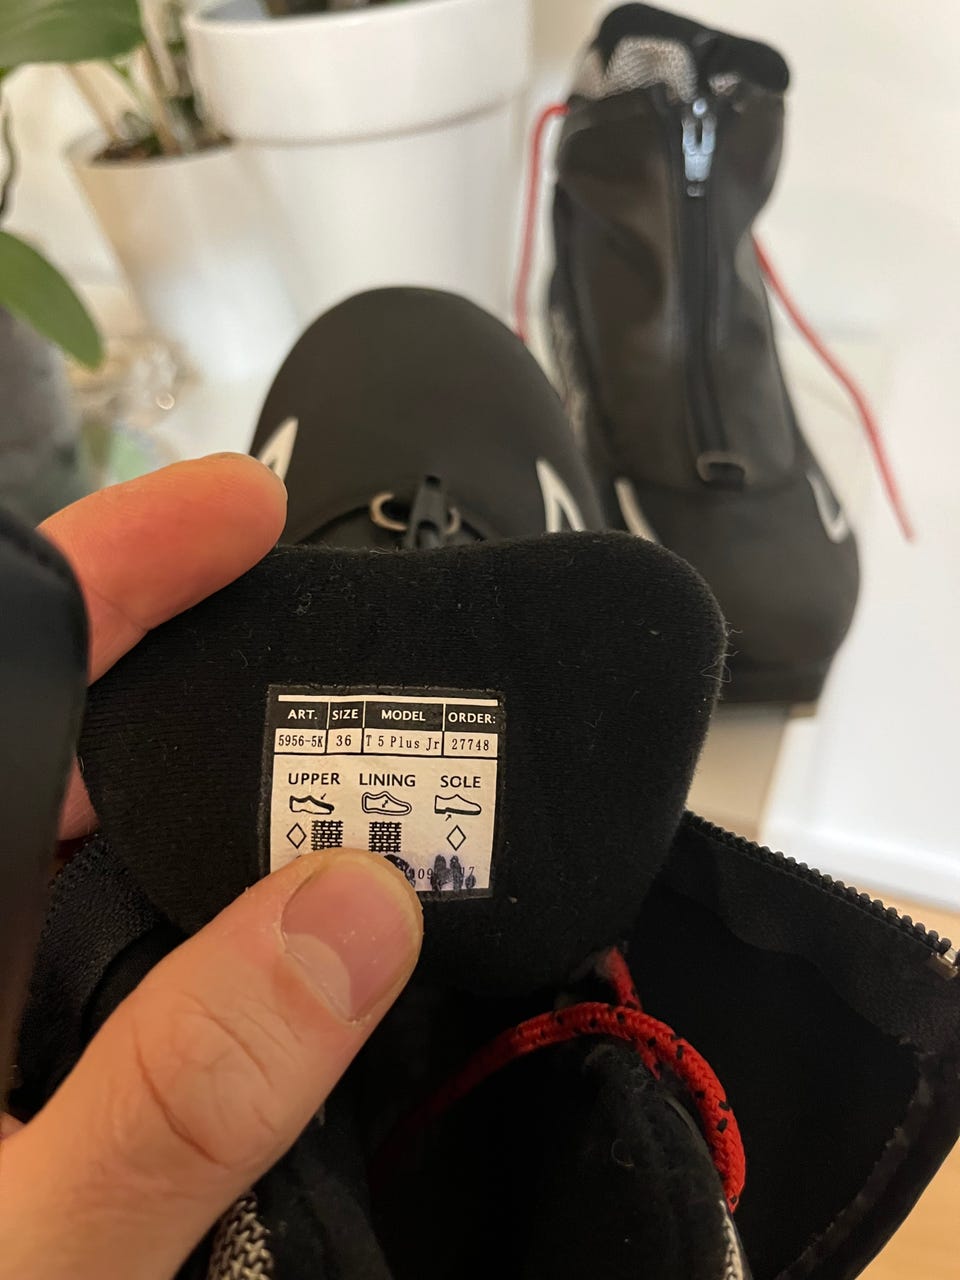 ART. SIZE MODEL ORDER:
5956-5K 36 T 5 Plus Jr 27748
UPPER LINING SOLE